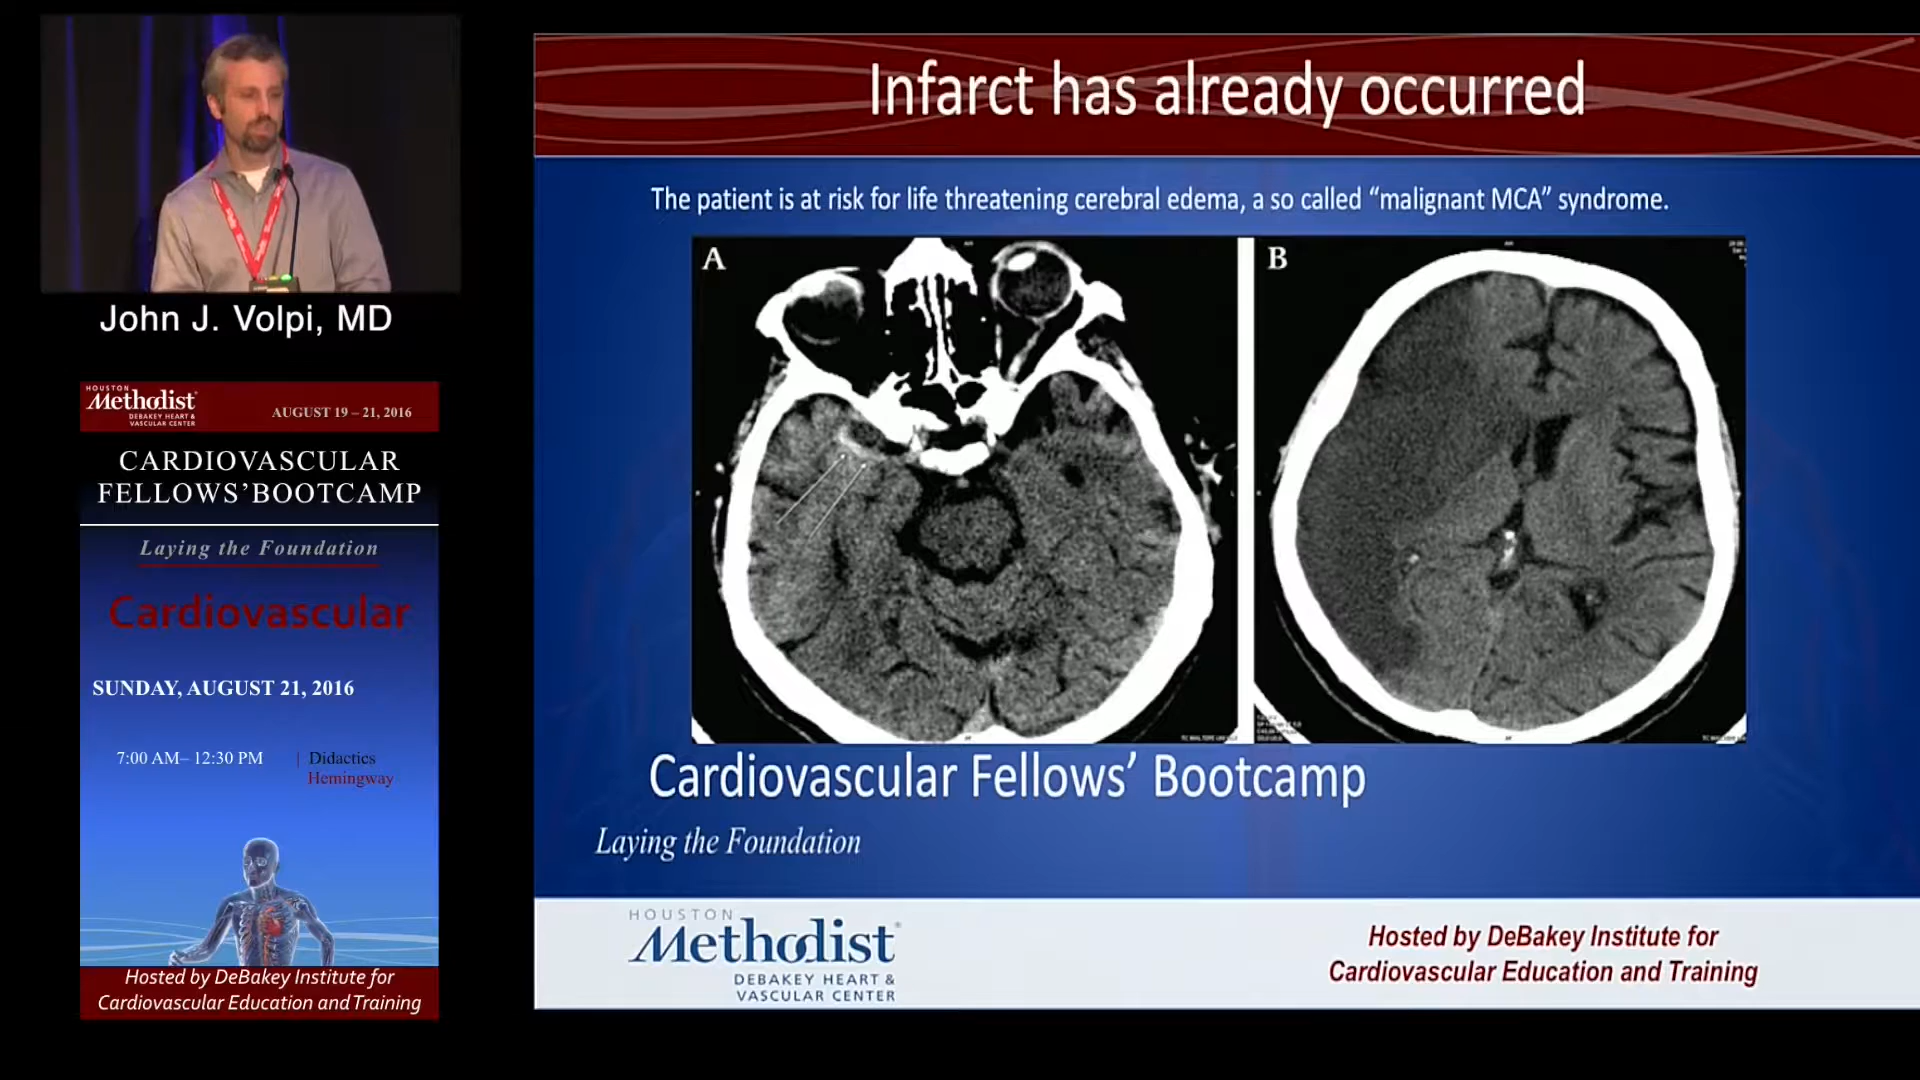 John J. Volpi, MD
HOUSTON
Methodist
DEBAKEY HEART &
VASCULAR CENTER
AUGUST 19 – 21, 2016
CARDIOVASCULAR
FELLOWS’BOOTCAMP
Laying the Foundation
Cardiovascular
SUNDAY, AUGUST 21, 2016
7:00 AM– 12:30 PM | Didactics
Hemingway
Hosted by DeBakey Institute for
Cardiovascular Education and Training
Infarct has already occurred
The patient is at risk for life threatening cerebral edema, a so called “malignant MCA” syndrome.
A
B
Cardiovascular Fellows’ Bootcamp
Laying the Foundation
HOUSTON
Methodist
DEBAKEY HEART &
VASCULAR CENTER
Hosted by DeBakey Institute for
Cardiovascular Education and Training